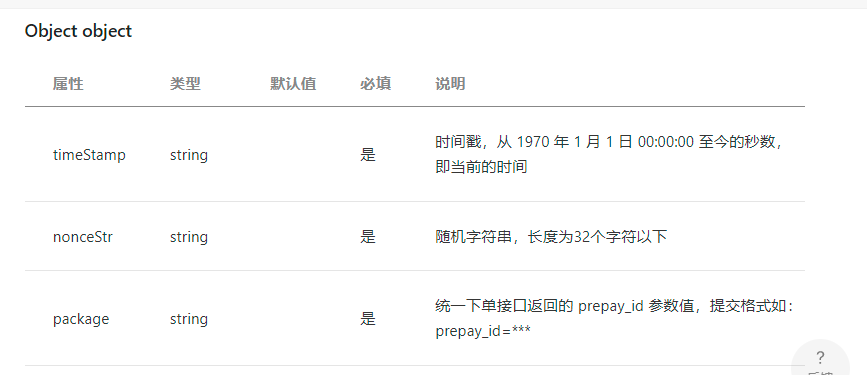 Object object
属性 类型 默认值 必填 说明
timeStamp string 是 时间戳，从 1970 年 1 月 1 日 00:00:00 至今的秒数，
即当前的时间
nonceStr string 是 随机字符串，长度为32个字符以下
package string 是 统一下单接口返回的 prepay_id 参数值，提交格式如：
prepay_id=***
?